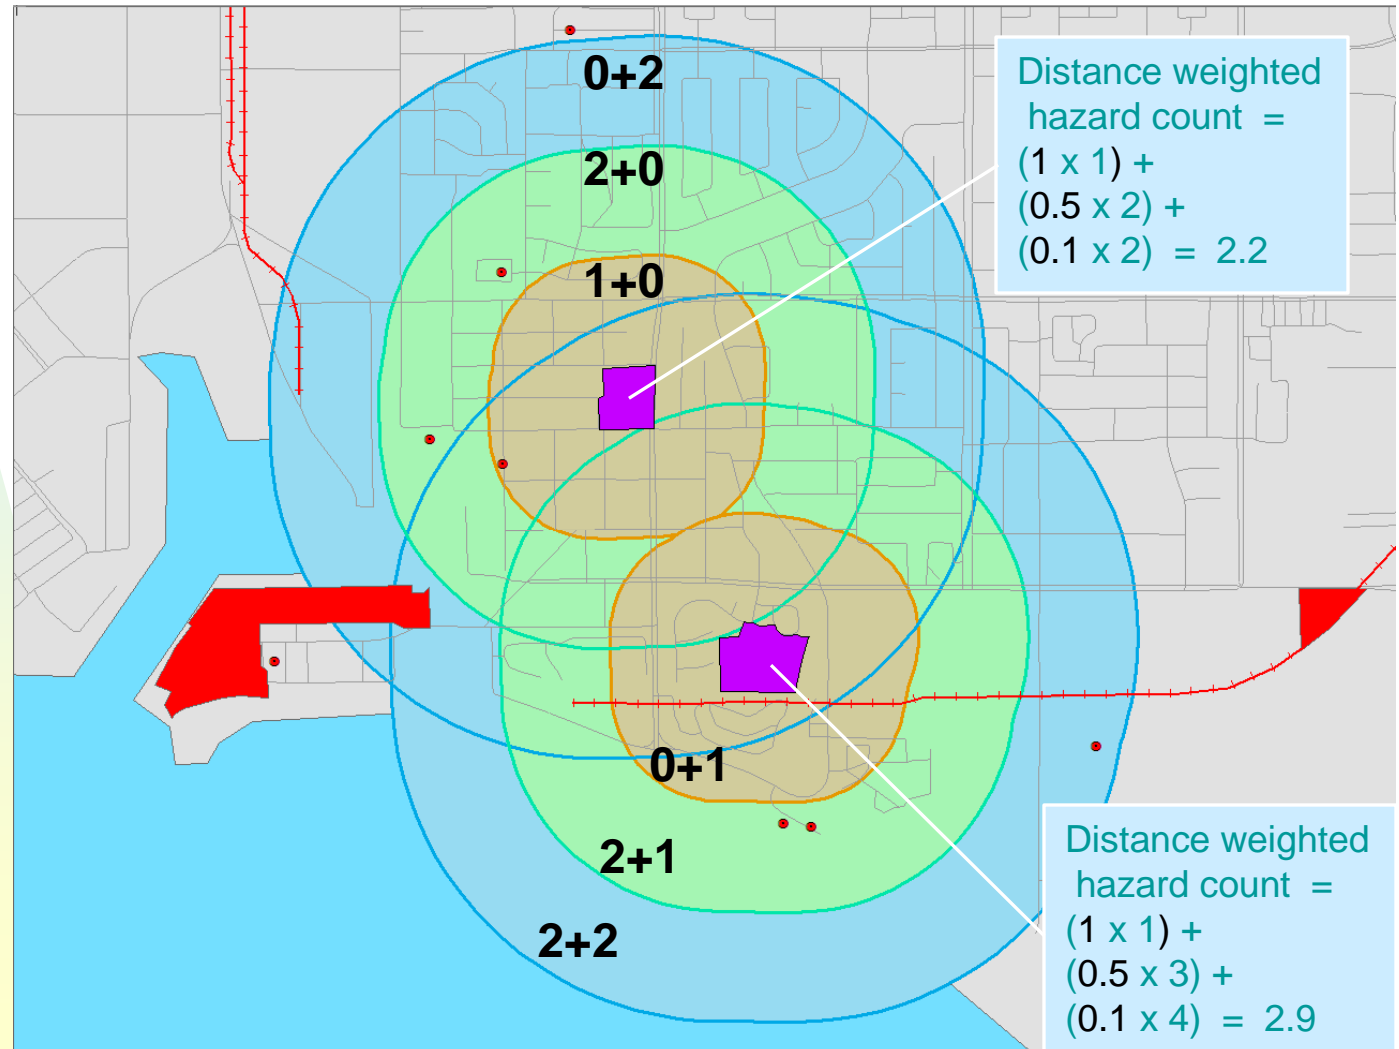 0+2
2+0
1+0
Distance weighted
hazard count =
(1 x 1) +
(0.5 x 2) +
(0.1 x 2) = 2.2
0+1
2+1
2+2
Distance weighted
hazard count =
(1 x 1) +
(0.5 x 3) +
(0.1 x 4) = 2.9